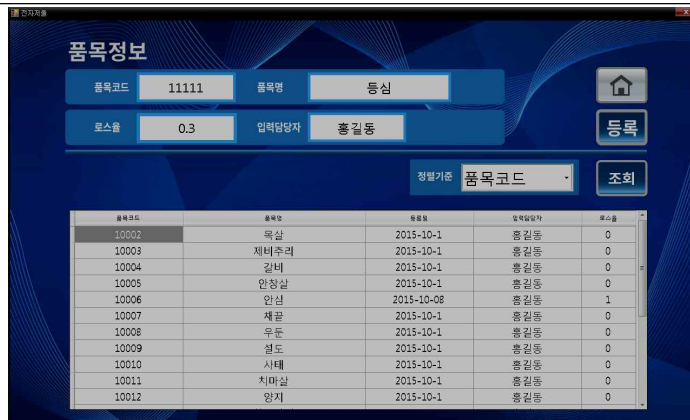 전자저울
품목정보
품목코드 11111 품목명 등심
로스율 0.3 입력담당자 홍길동
등록
정렬기준 품목코드 조회
품목코드 품목명 등록일 입력담당자 로스율
10002 목살 2015-10-1 홍길동 0
10003 제비추리 2015-10-1 홍길동 0
10004 갈비 2015-10-1 홍길동 0
10005 안창살 2015-10-1 홍길동 0
10006 안심 2015-10-08 홍길동 1
10007 채끝 2015-10-1 홍길동 0
10008 우둔 2015-10-1 홍길동 0
10009 설도 2015-10-1 홍길동 0
10010 사태 2015-10-1 홍길동 0
10011 치마살 2015-10-1 홍길동 0
10012 양지 2015-10-1 홍길동 0